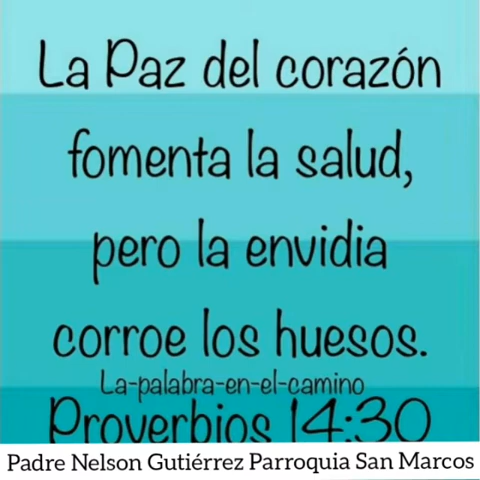 La Paz del corazón
fomenta la salud,
pero la envidia
corroe los huesos.
La-palabra-en-el-camino
Proverbios 14:30
Padre Nelson Gutiérrez Parroquia San Marcos